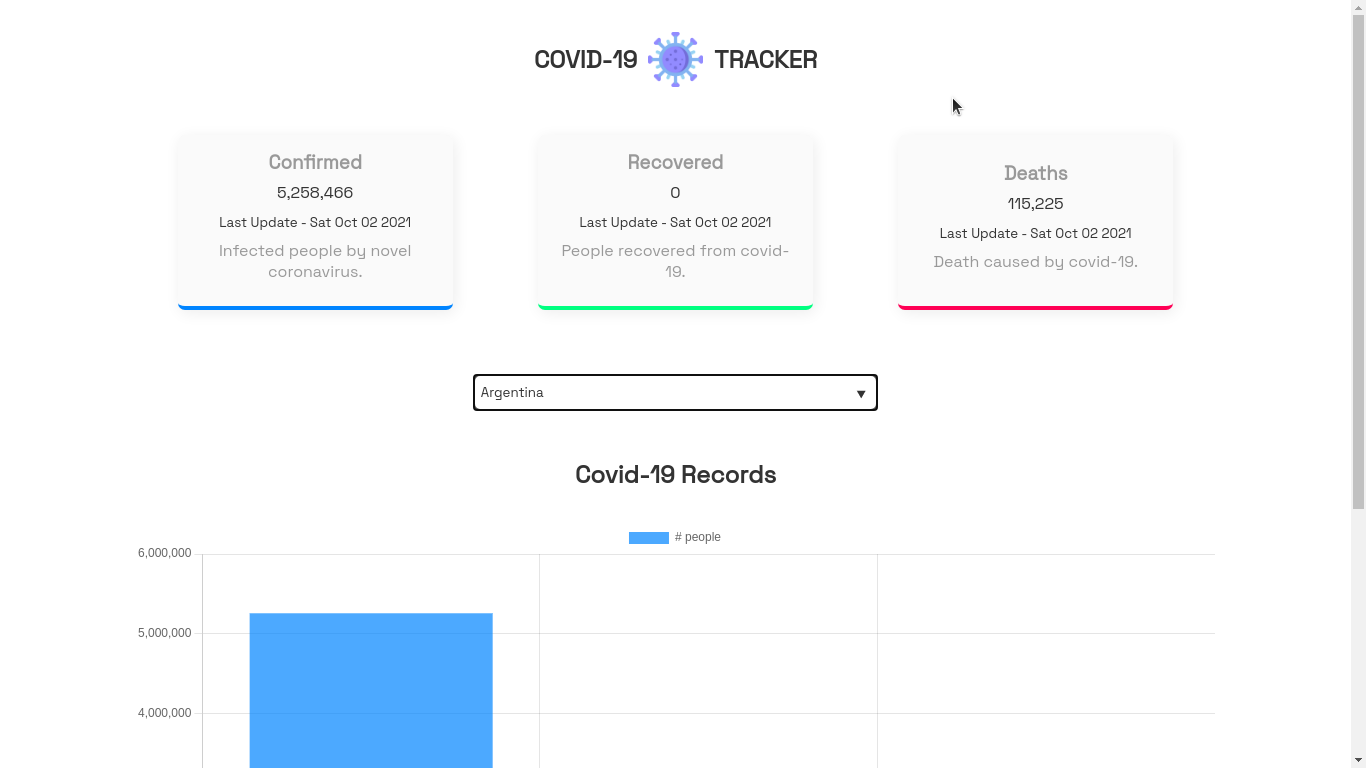 COVID-19 TRACKER
Confirmed
5,258,466
Last Update - Sat Oct 02 2021
Infected people by novel
coronavirus.
Recovered
0
Last Update - Sat Oct 02 2021
People recovered from covid-
19.
Deaths
115,225
Last Update - Sat Oct 02 2021
Death caused by covid-19.
Argentina
Covid-19 Records
# people
6,000,000
5,000,000
4,000,000